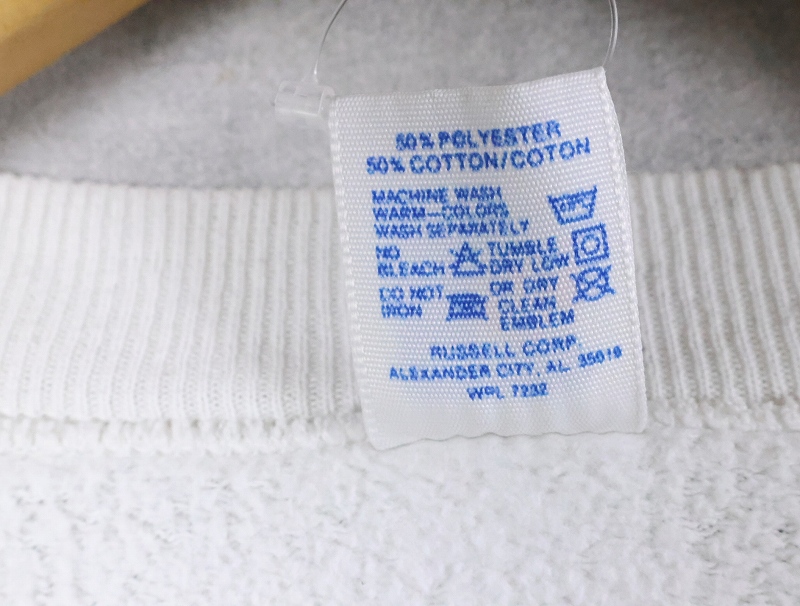 50% POLYESTER
50% COTTON/COTON
MACHINE WASH
WARM—COLORS
WASH SEPARATELY
NO
BLEACH
TUMBLE
DRY LOW
DO NOT
IRON
OR DRY
CLEAN
EMBLEM
RUSSELL CORP.
ALEXANDER CITY, AL. 35010
WPL 7232